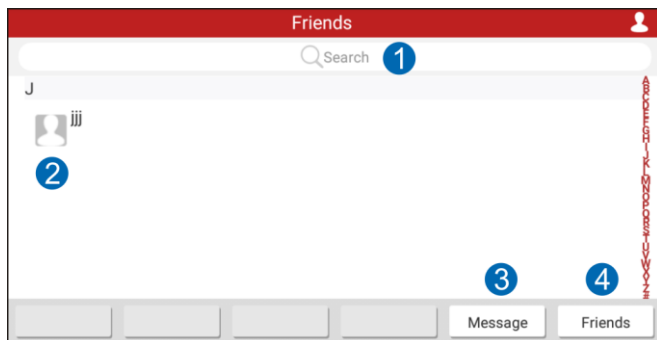 Friends
Search
1
J
jjj
2
A
B
C
D
E
F
G
H
I
J
K
L
M
N
O
P
Q
R
S
T
U
V
W
X
Y
Z
#
3
4
Message
Friends